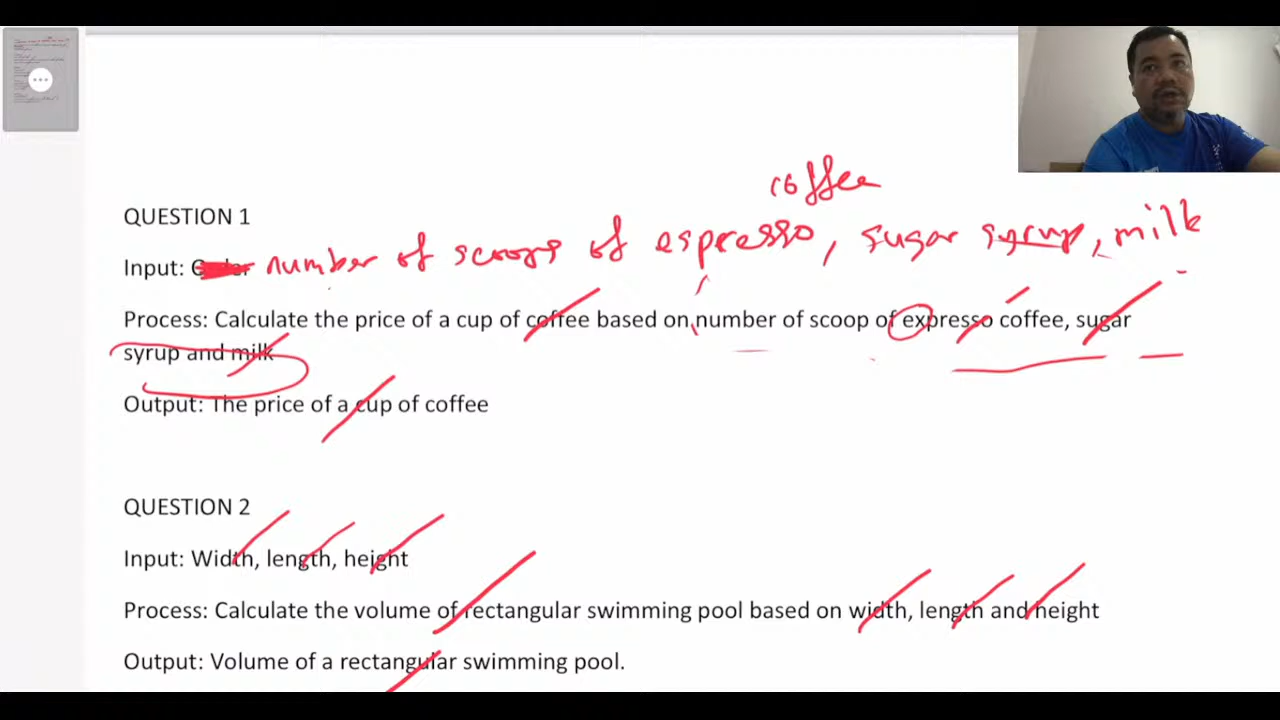 coffee
QUESTION 1
Input: number of scoops of espresso, sugar syrup, milk
Process: Calculate the price of a cup of coffee based on number of scoop of expresso coffee, sugar
syrup and milk
Output: The price of a cup of coffee
QUESTION 2
Input: Width, length, height
Process: Calculate the volume of rectangular swimming pool based on width, length and height
Output: Volume of a rectangular swimming pool.